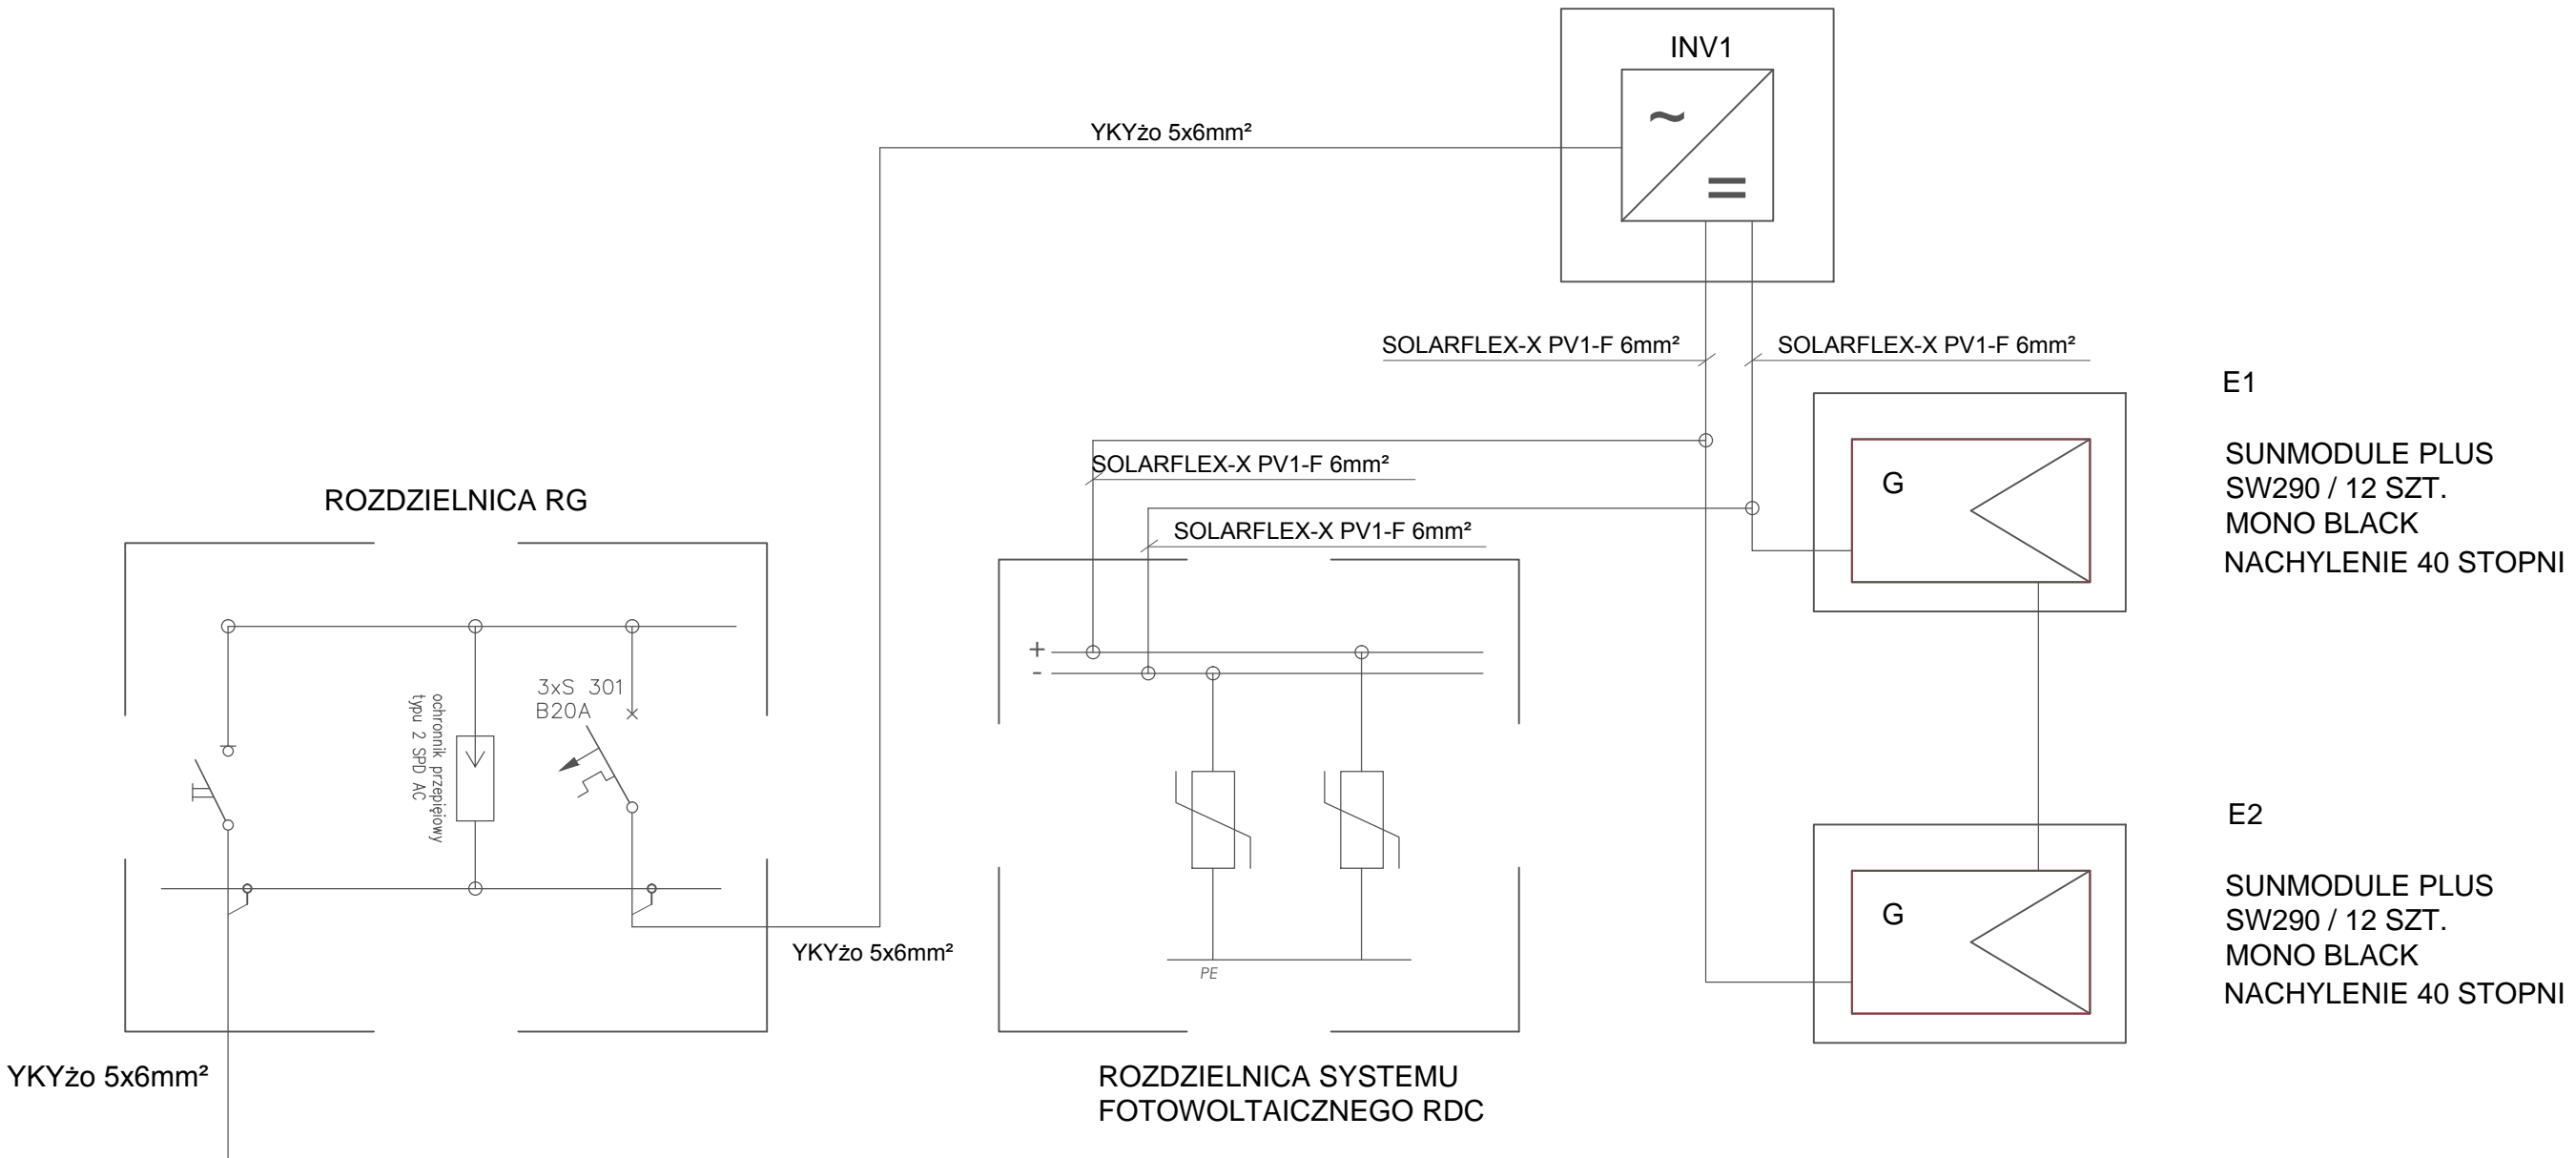 INV1
~
=
YKYżo 5x6mm²
SOLARFLEX-X PV1-F 6mm²
SOLARFLEX-X PV1-F 6mm²
E1
SUNMODULE PLUS
SW290 / 12 SZT.
MONO BLACK
NACHYLENIE 40 STOPNI
G
SOLARFLEX-X PV1-F 6mm²
SOLARFLEX-X PV1-F 6mm²
ROZDZIELNICA RG
3xS 301
B20A
ochronnik przepięiowy
typu 2 SPD AC
+
-
PE
YKYżo 5x6mm²
E2
SUNMODULE PLUS
SW290 / 12 SZT.
MONO BLACK
NACHYLENIE 40 STOPNI
G
YKYżo 5x6mm²
ROZDZIELNICA SYSTEMU
FOTOWOLTAICZNEGO RDC